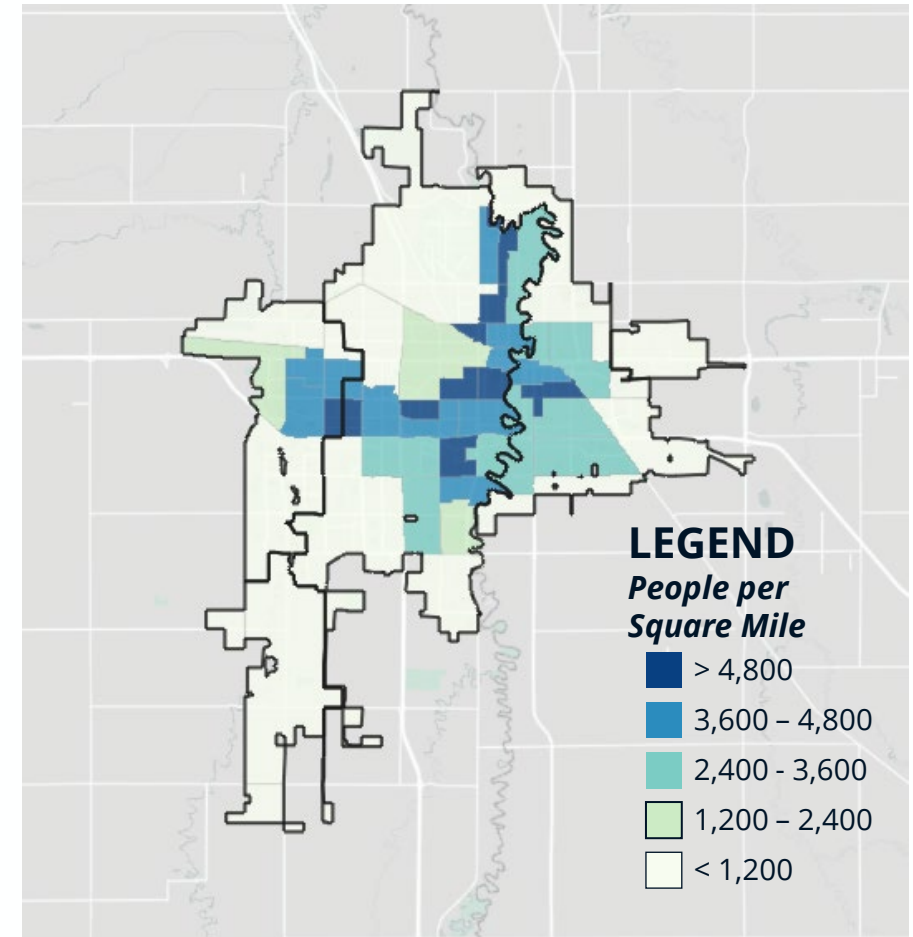 LEGEND
People per
Square Mile
> 4,800
3,600 – 4,800
2,400 - 3,600
1,200 – 2,400
< 1,200